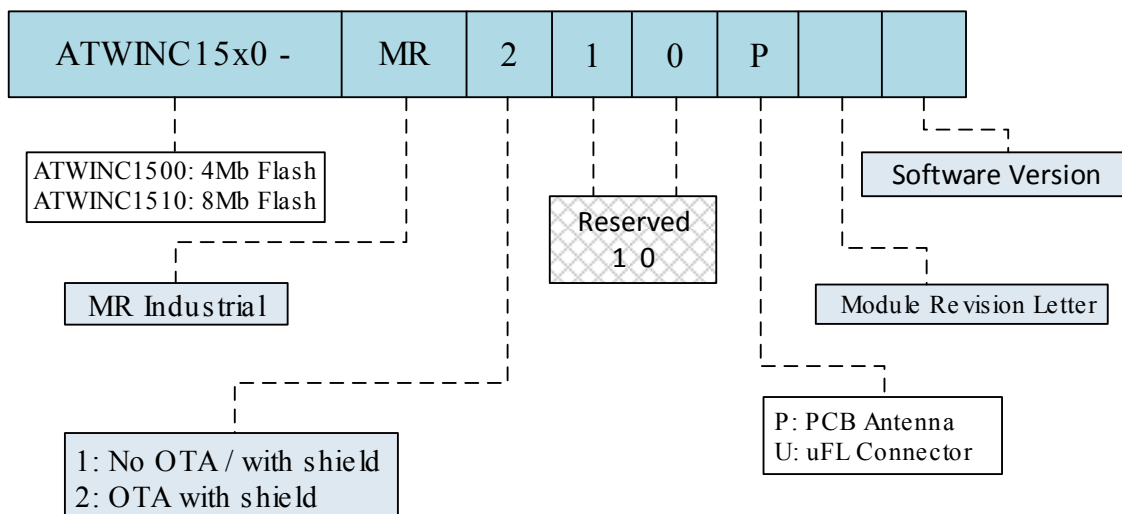 ATWINC15x0 - MR 2 1 0 P
ATWINC1500: 4Mb Flash
ATWINC1510: 8Mb Flash
Software Version
Reserved
1 0
MR Industrial
Module Revision Letter
P: PCB Antenna
U: uFL Connector
1: No OTA / with shield
2: OTA with shield